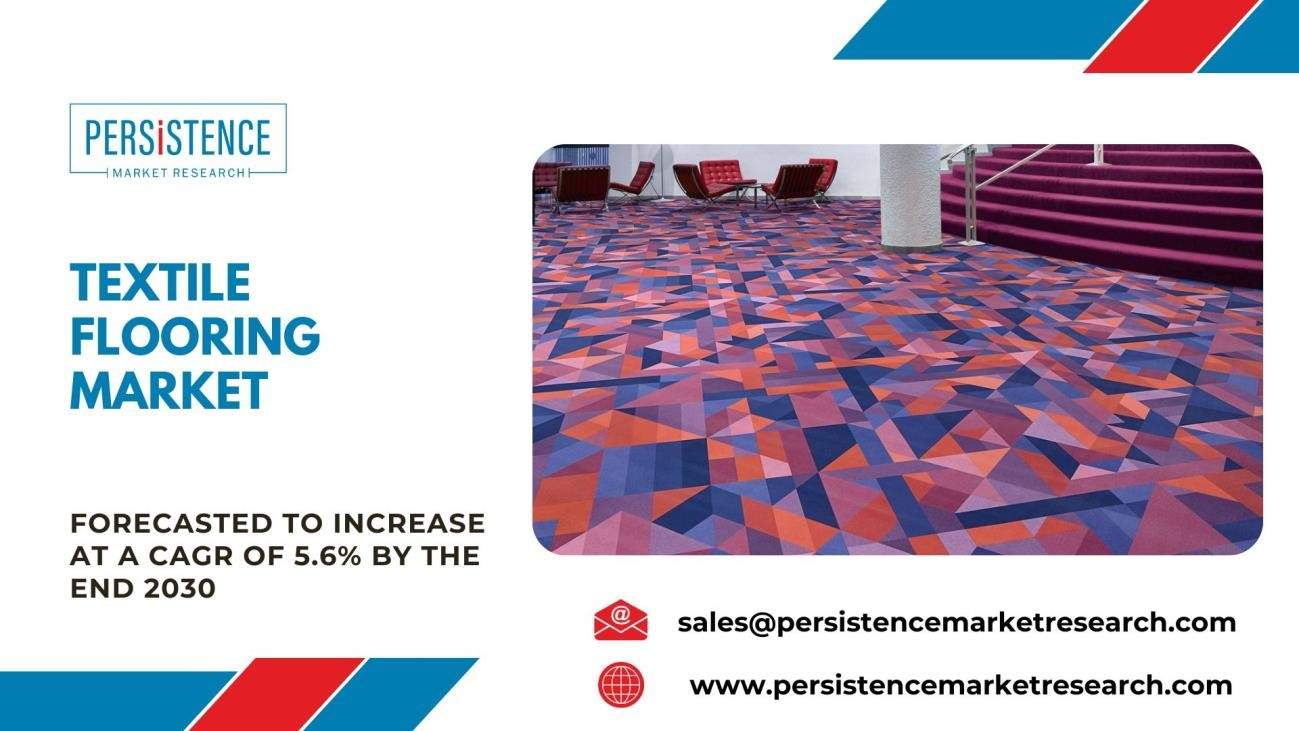 PERSiSTENCE
MARKET RESEARCH
TEXTILE
FLOORING
MARKET
FORECASTED TO INCREASE
AT A CAGR OF 5.6% BY THE
END 2030
@
sales@persistencemarketresearch.com
www.persistencemarketresearch.com